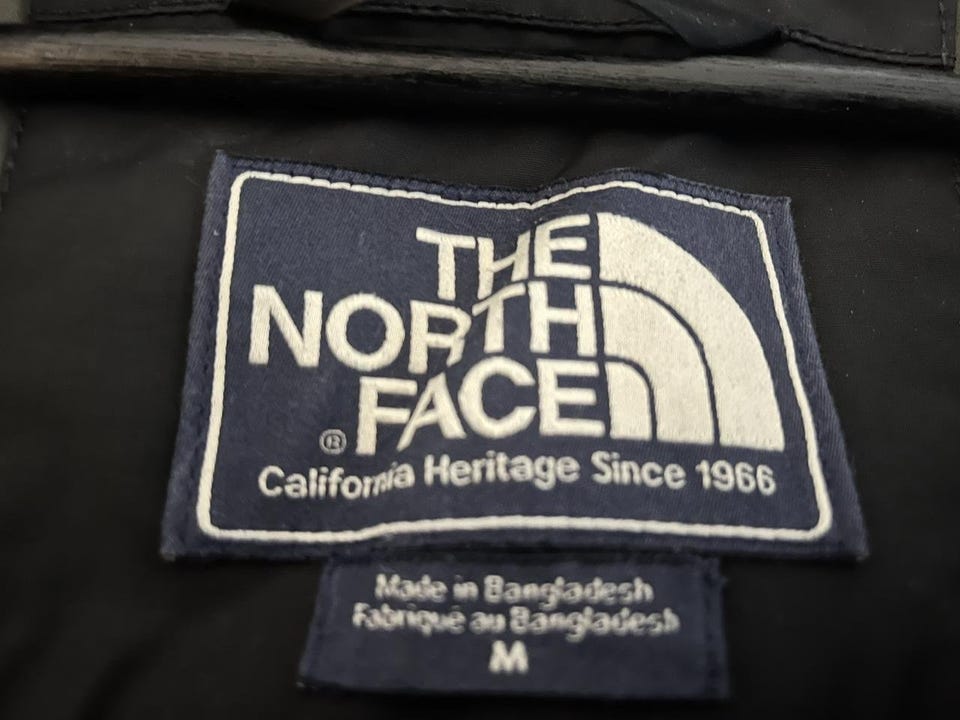 THE
NORTH
FACE
®
California Heritage Since 1966
Made in Bangladesh
Fabriqué au Bangladesh
M